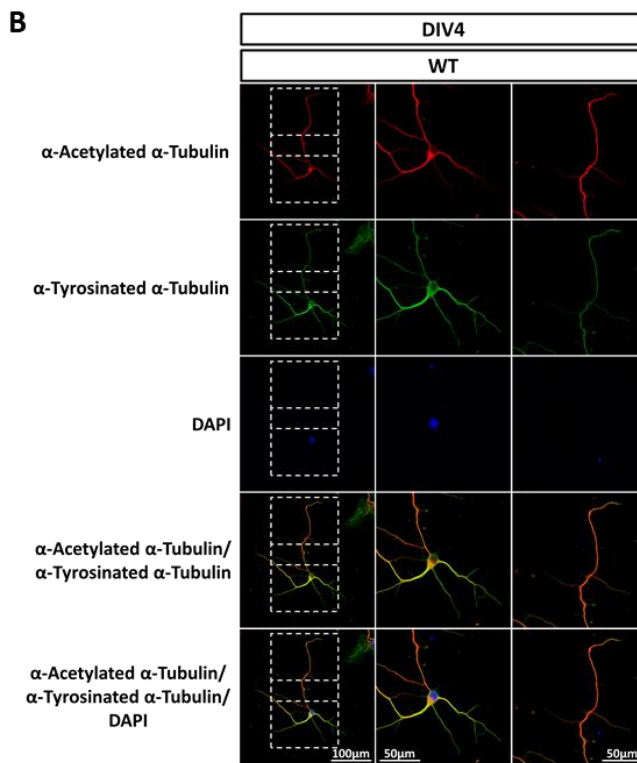 B
DIV4
WT
α-Acetylated α-Tubulin
α-Tyrosinated α-Tubulin
DAPI
α-Acetylated α-Tubulin/
α-Tyrosinated α-Tubulin
α-Acetylated α-Tubulin/
α-Tyrosinated α-Tubulin/
DAPI
100μm 50μm 50μm